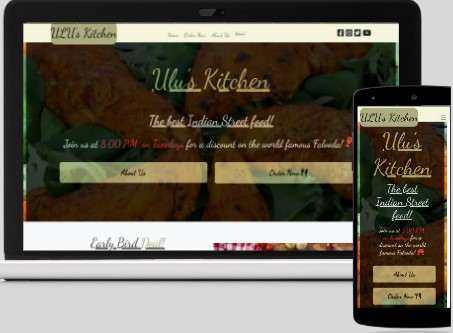 ULU's Kitchen
Home Order Now About Us
Ulu's Kitchen
The best Indian Street food!
Join us at 8:00 PM on Tuesdays for a discount on the world famous Falooda!
About Us
Order Now
Early Bird Deal!
ULU's Kitchen
Ulu's
Kitchen
The best
Indian Street
food!
Join us at 8:00 PM
on Tuesdays for a
discount on the world
famous Falooda!
About Us
Order Now